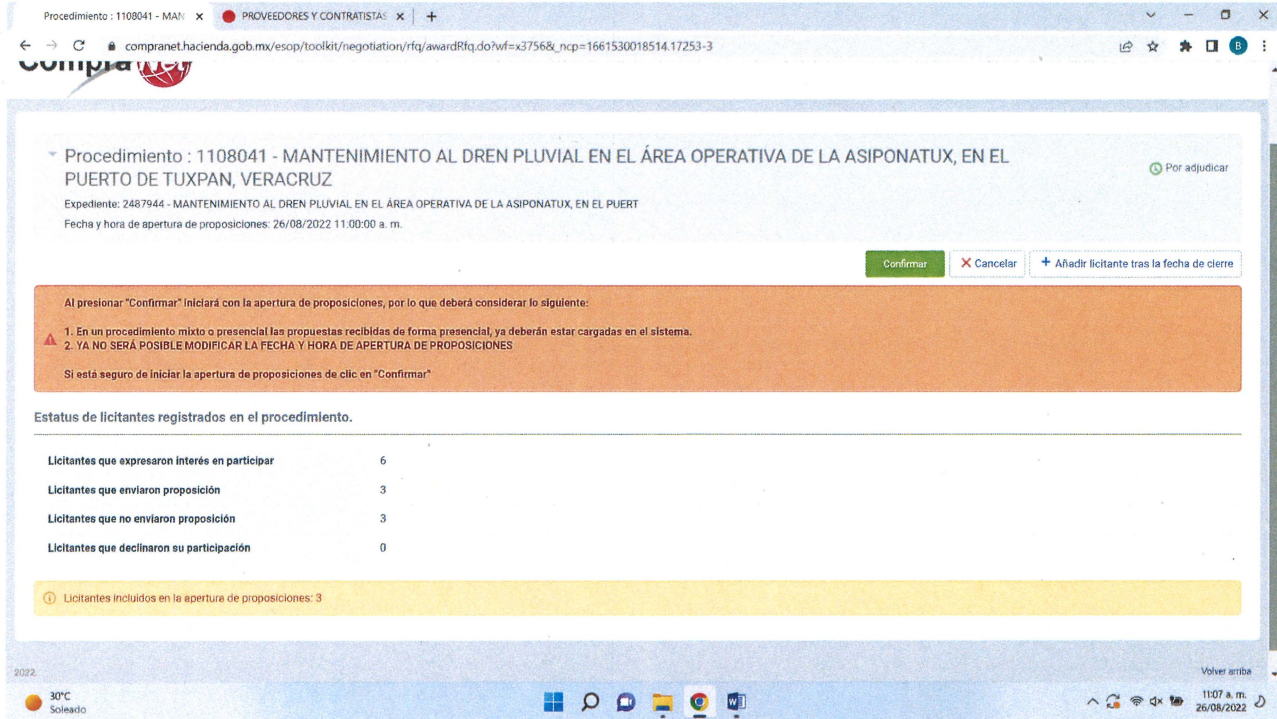 Procedimiento : 1108041 - MAN
PROVEEDORES Y CONTRATISTAS
compranet.hacienda.gob.mx/esop/toolkit/negotiation/rfq/awardRfq.do?wf=x3756&_ncp=1661530018514.17253-3
B
CompraNet
Procedimiento : 1108041 - MANTENIMIENTO AL DREN PLUVIAL EN EL ÁREA OPERATIVA DE LA ASIPONATUX, EN EL
PUERTO DE TUXPAN, VERACRUZ
Por adjudicar
Expediente: 2487944 - MANTENIMIENTO AL DREN PLUVIAL EN EL ÁREA OPERATIVA DE LA ASIPONATUX, EN EL PUERT
Fecha y hora de apertura de proposiciones: 26/08/2022 11:00:00 a. m.
Confirmar
Cancelar
+ Añadir licitante tras la fecha de cierre
Al presionar "Confirmar" iniciará con la apertura de proposiciones, por lo que deberá considerar lo siguiente:
1. En un procedimiento mixto o presencial las propuestas recibidas de forma presencial, ya deberán estar cargadas en el sistema.
2. YA NO SERÁ POSIBLE MODIFICAR LA FECHA Y HORA DE APERTURA DE PROPOSICIONES
Si está seguro de iniciar la apertura de proposiciones de clic en "Confirmar"
Estatus de licitantes registrados en el procedimiento.
Licitantes que expresaron interés en participar 6
Licitantes que enviaron proposición 3
Licitantes que no enviaron proposición 3
Licitantes que declinaron su participación 0
Licitantes incluidos en la apertura de proposiciones: 3
2022.
Volver arriba
30°C
Soleado
11:07 a. m.
26/08/2022